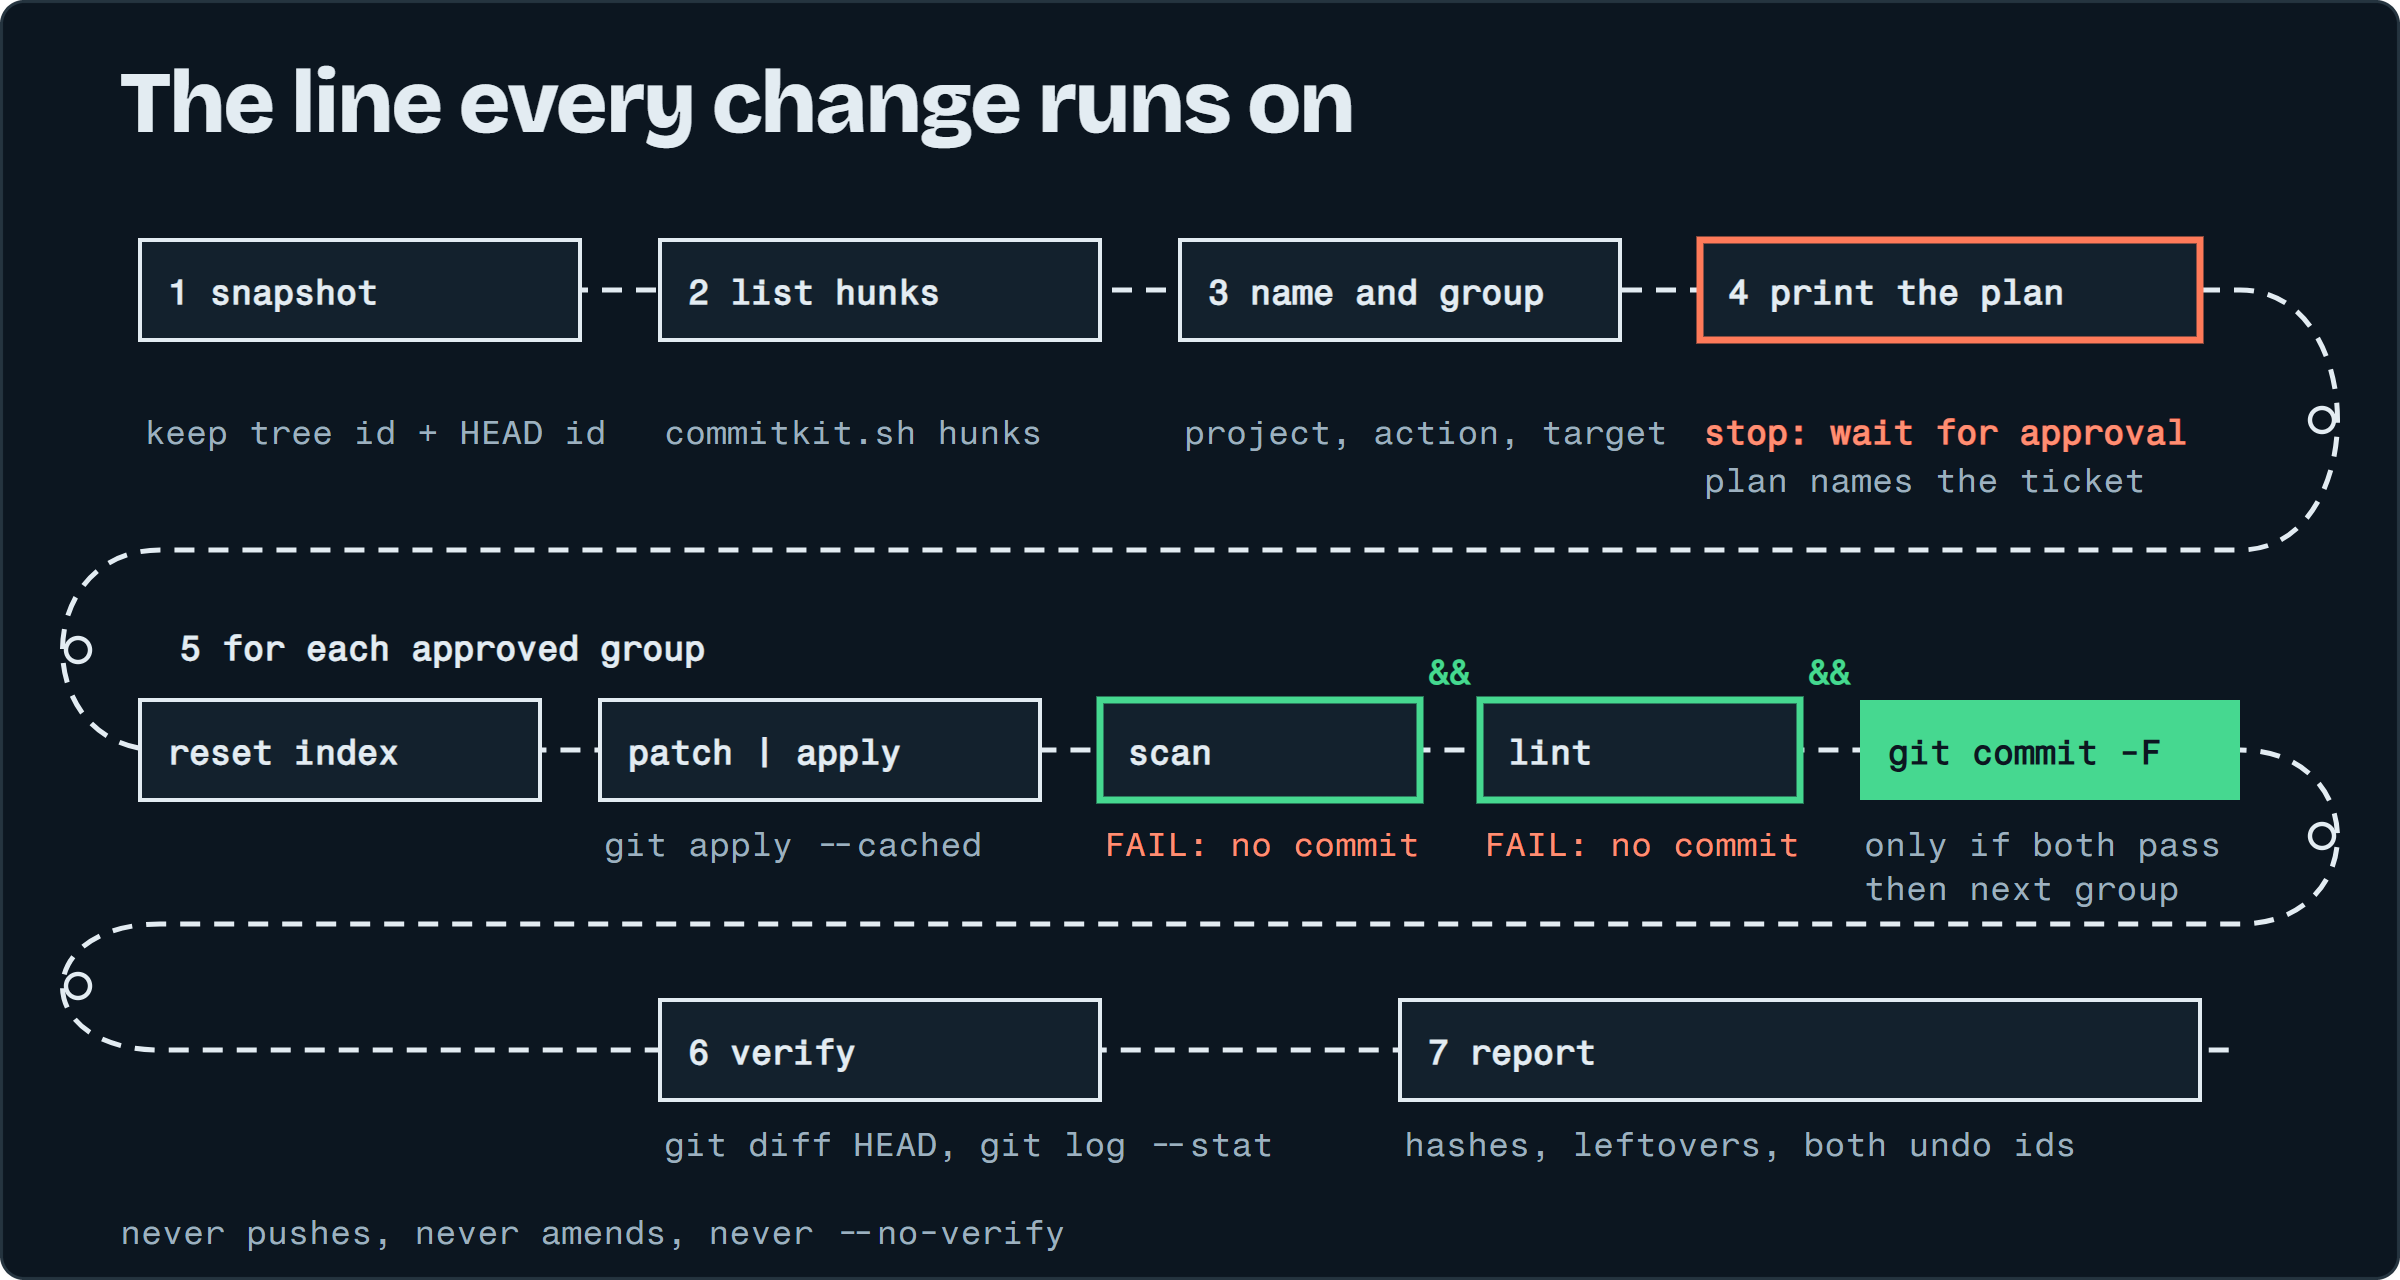 The line every change runs on
1 snapshot
2 list hunks
3 name and group
4 print the plan
keep tree id + HEAD id
commitkit.sh hunks
project, action, target
stop: wait for approval
plan names the ticket
5 for each approved group
&&
&&
reset index
patch | apply
scan
lint
git commit -F
git apply --cached
FAIL: no commit
FAIL: no commit
only if both pass
then next group
6 verify
7 report
git diff HEAD, git log --stat
hashes, leftovers, both undo ids
never pushes, never amends, never --no-verify